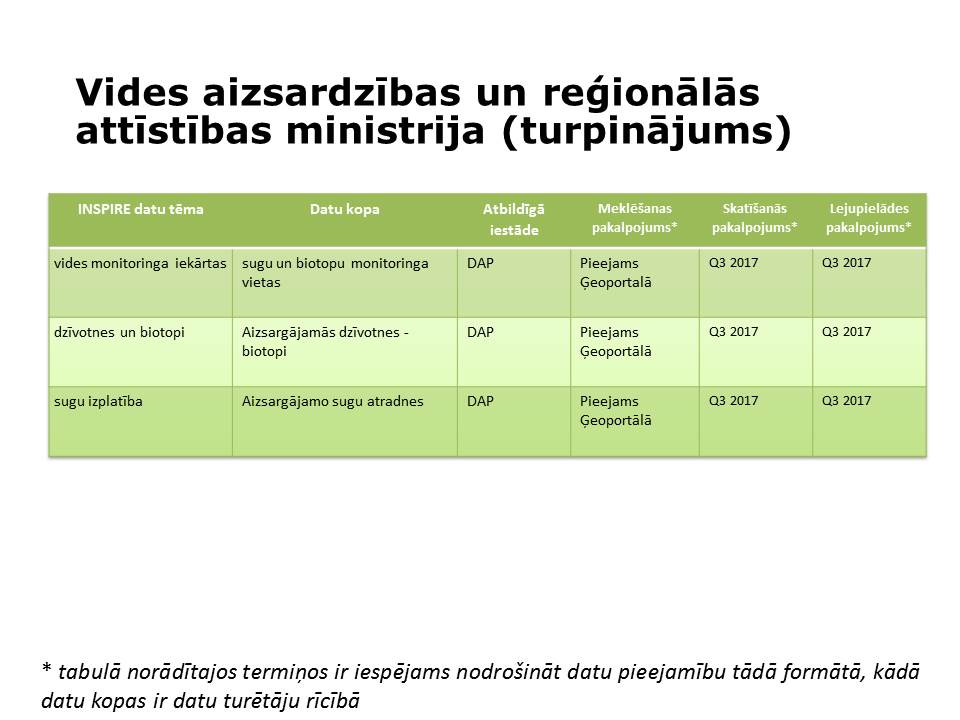 Vides aizsardzības un reģionālās
attīstības ministrija (turpinājums)
INSPIRE datu tēma Datu kopa Atbildīgā iestāde Meklēšanas pakalpojums* Skatīšanās pakalpojums* Lejupielādes pakalpojums*
vides monitoringa iekārtas sugu un biotopu monitoringa vietas DAP Pieejams Ģeoportalā Q3 2017 Q3 2017
dzīvotnes un biotopi Aizsargājamās dzīvotnes - biotopi DAP Pieejams Ģeoportālā Q3 2017 Q3 2017
sugu izplatība Aizsargājamo sugu atradnes DAP Pieejams Ģeoportālā Q3 2017 Q3 2017
* tabulā norādītajos termiņos ir iespējams nodrošināt datu pieejamību tādā formātā, kādā
datu kopas ir datu turētāju rīcībā